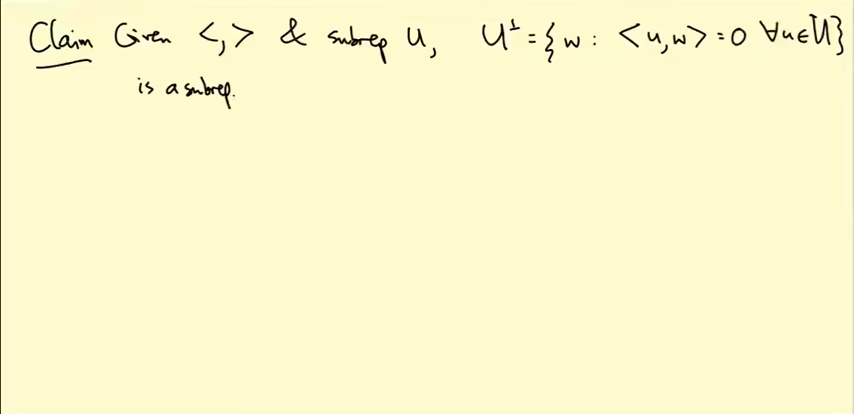 Claim Given <,> & subrep U, U⊥ = { w : <u,w> = 0 ∀u∈U}
is a subrep.